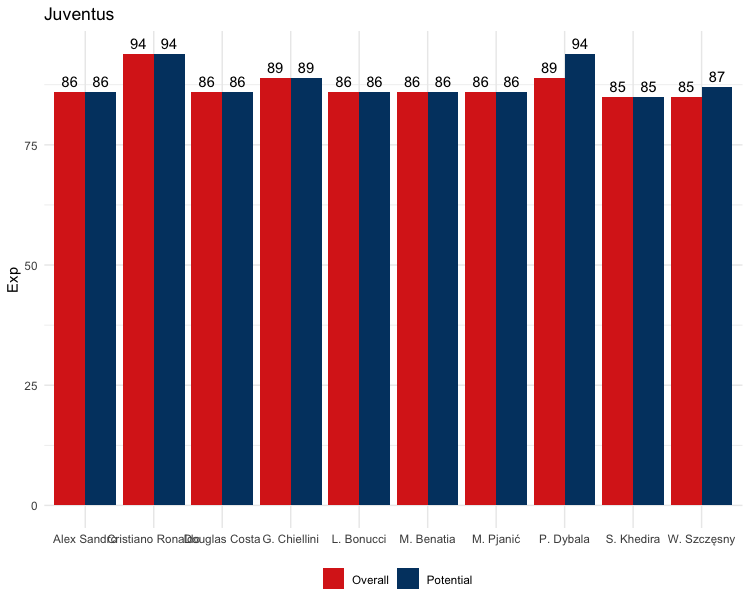 Juventus
86 86 94 94 86 86 89 89 86 86 86 86 86 86 89 94 85 85 85 87
Exp
75
50
25
0
Alex Sandro Cristiano Ronaldo Douglas Costa G. Chiellini L. Bonucci M. Benatia M. Pjanić P. Dybala S. Khedira W. Szczęsny
Overall Potential